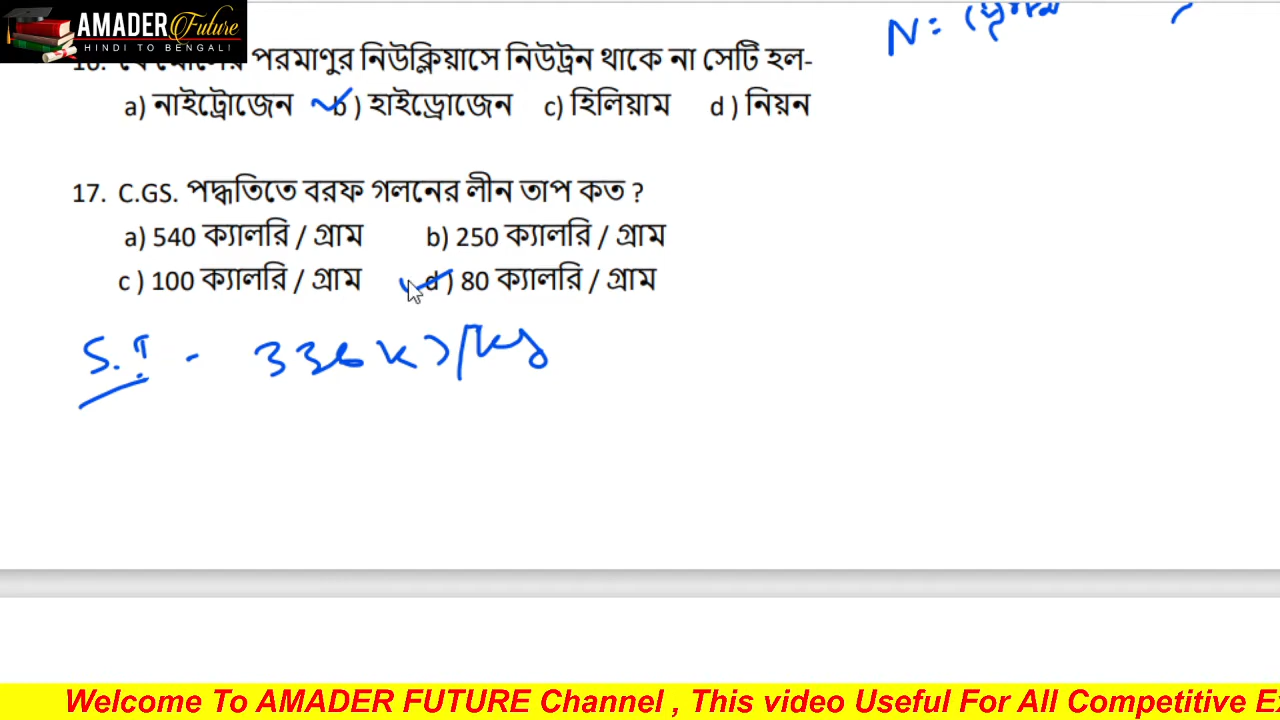 AMADER Future
HINDI TO BENGALI
N:
পরমাণুর নিউক্লিয়াসে নিউট্রন থাকে না সেটি হল-
a) নাইট্রোজেন b ) হাইড্রোজেন c) হিলিয়াম d ) নিয়ন
17. C.GS. পদ্ধতিতে বরফ গলনের লীন তাপ কত ?
a) 540 ক্যালরি / গ্রাম b) 250 ক্যালরি / গ্রাম
c ) 100 ক্যালরি / গ্রাম d ) 80 ক্যালরি / গ্রাম
S.I - 336 KJ/kg
Welcome To AMADER FUTURE Channel , This video Useful For All Competitive Ex